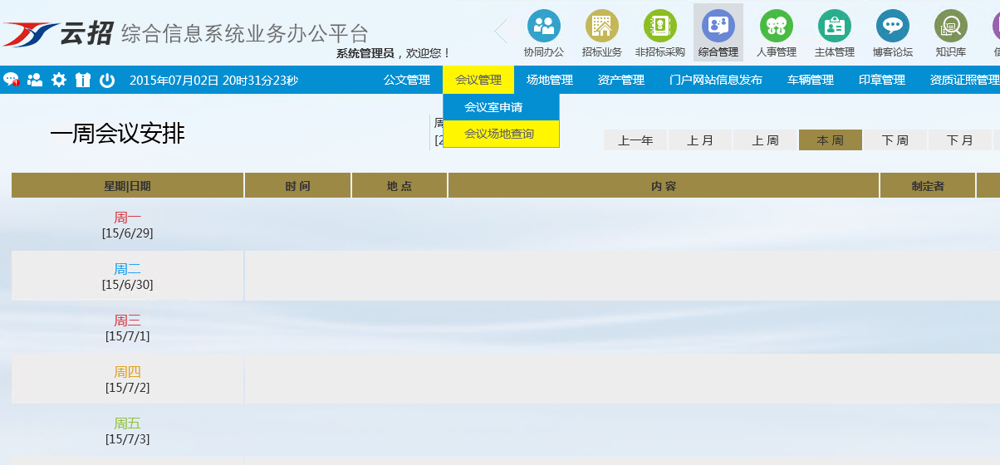 云招 综合信息系统业务办公平台
系统管理员，欢迎您！
协同办公 招标业务 非招标采购 综合管理 人事管理 主体管理 博客论坛 知识库
2015年07月02日 20时31分23秒 公文管理 会议管理 场地管理 资产管理 门户网站信息发布 车辆管理 印章管理 资质证照管理
会议室申请
会议场地查询
一周会议安排
上一年 上 月 上 周 本 周 下 周 下 月
星期|日期 时 间 地 点 内 容 制定者
周一
[15/6/29]
周二
[15/6/30]
周三
[15/7/1]
周四
[15/7/2]
周五
[15/7/3]